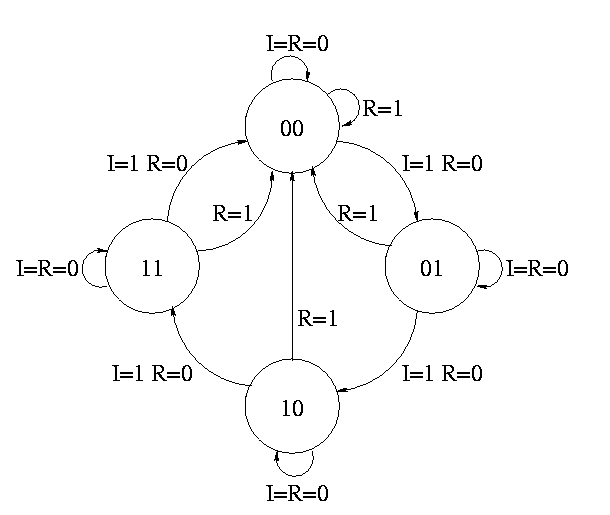 I=R=0
R=1
00
I=1 R=0
I=1 R=0
R=1
R=1
I=R=0
11
01
I=R=0
R=1
I=1 R=0
I=1 R=0
10
I=R=0